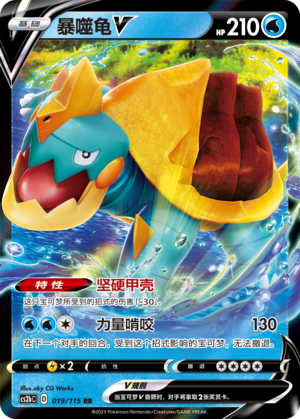 基础
暴噬龟V
HP 210
特性 坚硬甲壳
这只宝可梦所受到的招式的伤害「-30」。
力量啃咬 130
在下一个对手的回合,受到这个招式影响的宝可梦,无法撤退。
弱点 ×2 抗性 撤退
Illus. aky CG Works
V规则
当宝可梦V昏厥时,对手将拿取2张奖赏卡。
cs2bC D 019/115 RR
©2023 Pokémon/Nintendo/Creatures/GAME FREAK.